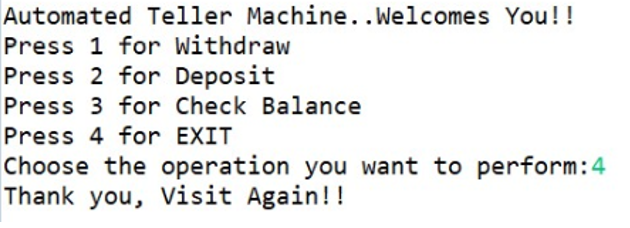 Automated Teller Machine..Welcomes You!!
Press 1 for Withdraw
Press 2 for Deposit
Press 3 for Check Balance
Press 4 for EXIT
Choose the operation you want to perform:4
Thank you, Visit Again!!